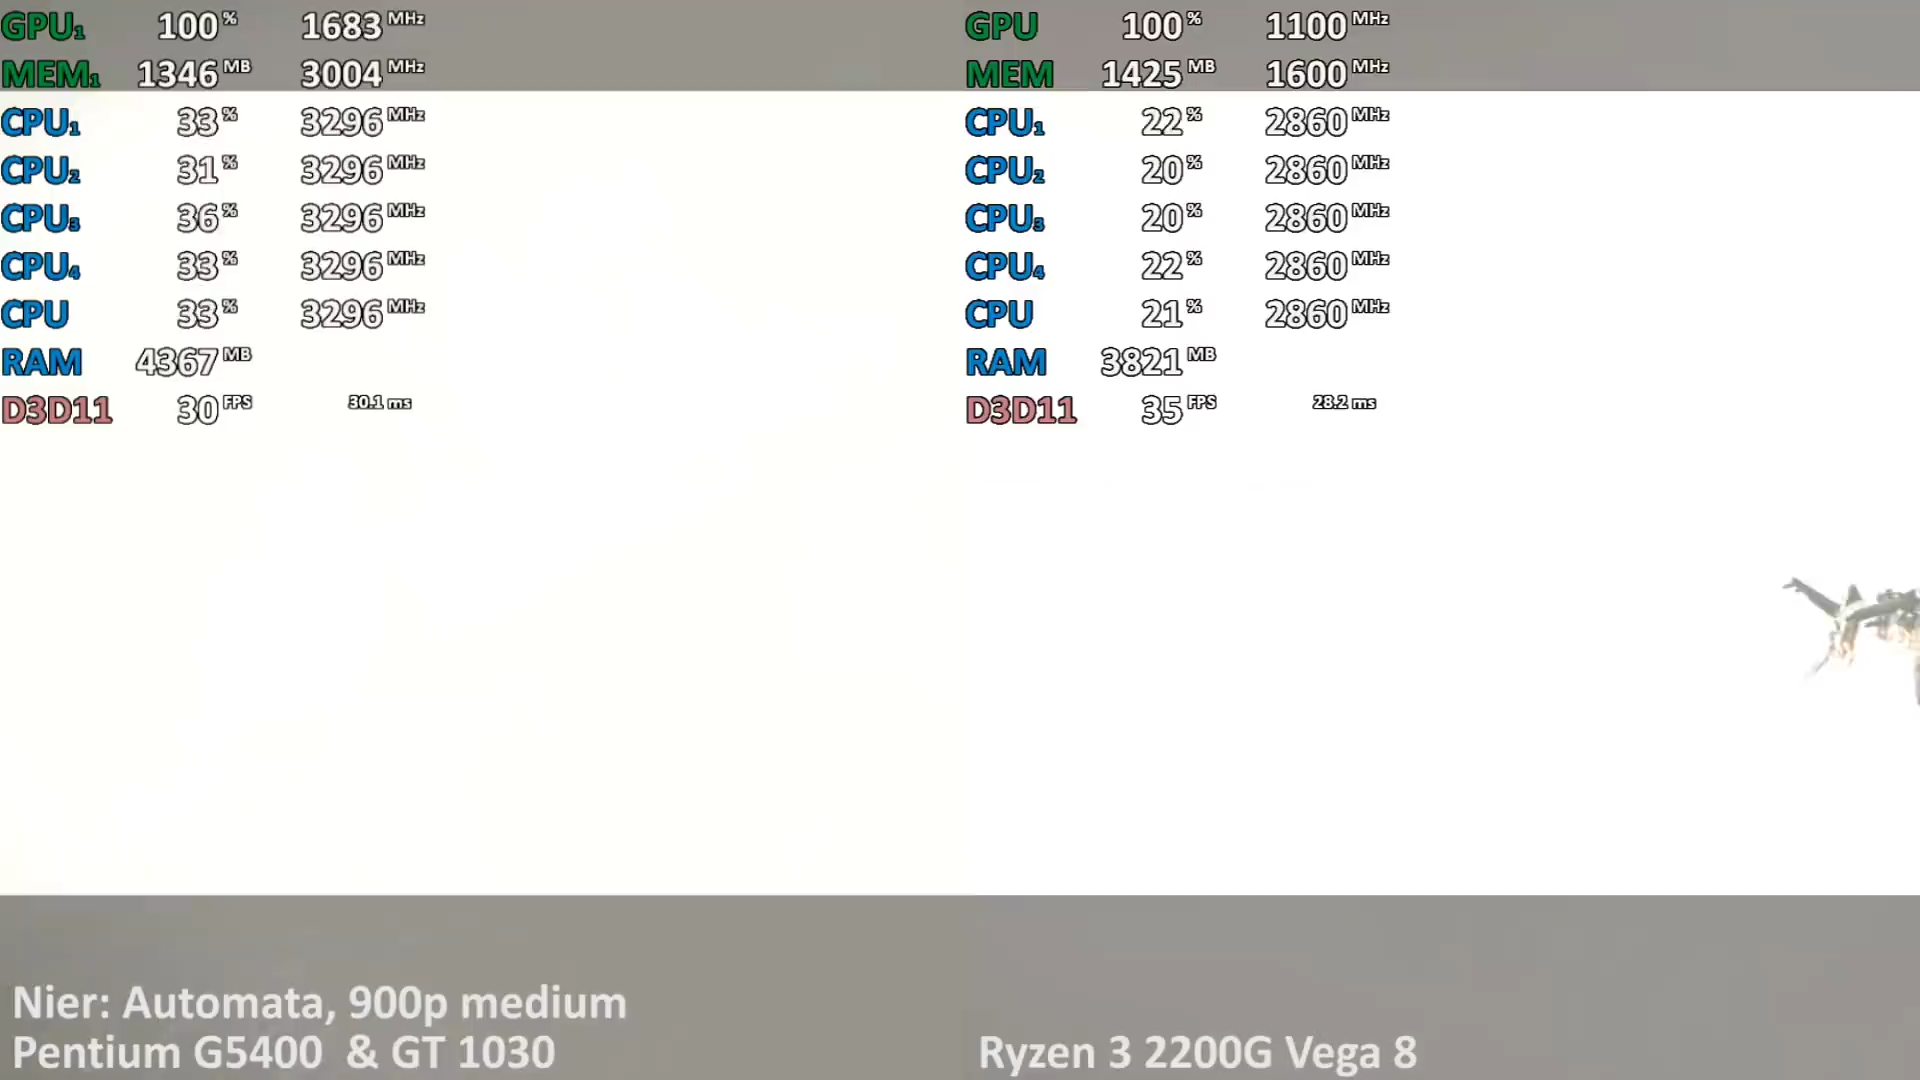 GPU1 100 % 1683 MHz
MEM1 1346 MB 3004 MHz
CPU1 33 % 3296 MHz
CPU2 31 % 3296 MHz
CPU3 36 % 3296 MHz
CPU4 33 % 3296 MHz
CPU 33 % 3296 MHz
RAM 4367 MB
D3D11 30 FPS 30.1 ms
Nier: Automata, 900p medium
Pentium G5400 & GT 1030
GPU 100 % 1100 MHz
MEM 1425 MB 1600 MHz
CPU1 22 % 2860 MHz
CPU2 20 % 2860 MHz
CPU3 20 % 2860 MHz
CPU4 22 % 2860 MHz
CPU 21 % 2860 MHz
RAM 3821 MB
D3D11 35 FPS 28.2 ms
Ryzen 3 2200G Vega 8